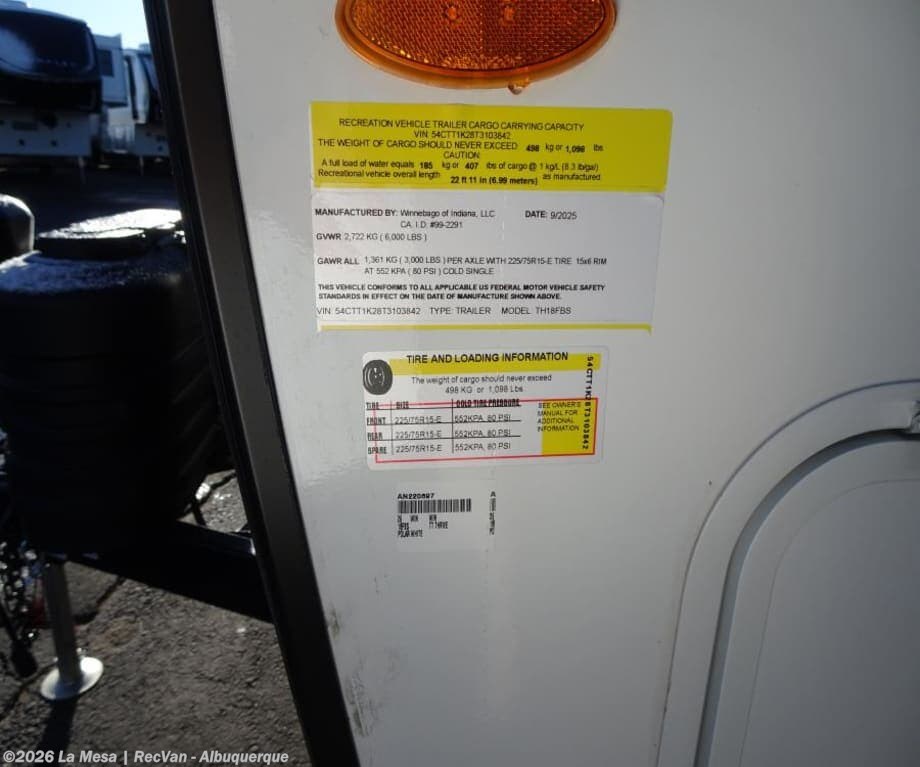 RECREATION VEHICLE TRAILER CARGO CARRYING CAPACITY
VIN: 54CTT1K28T3103842
THE WEIGHT OF CARGO SHOULD NEVER EXCEED 498 kg or 1,098 lbs
CAUTION:
A full load of water equals 185 kg or 407 lbs of cargo @ 1 kg/L (8.3 lb/gal)
Recreational vehicle overall length 22 ft 11 in (6.99 meters) as manufactured
MANUFACTURED BY: Winnebago of Indiana, LLC DATE: 9/2025
CA. I.D. #99-2291
GVWR 2,722 KG ( 6,000 LBS )
GAWR ALL 1,361 KG ( 3,000 LBS ) PER AXLE WITH 225/75R15-E TIRE 15x6 RIM
AT 552 KPA ( 80 PSI ) COLD SINGLE
THIS VEHICLE CONFORMS TO ALL APPLICABLE US FEDERAL MOTOR VEHICLE SAFETY
STANDARDS IN EFFECT ON THE DATE OF MANUFACTURE SHOWN ABOVE.
VIN: 54CTT1K28T3103842 TYPE: TRAILER MODEL: TH18FBS
TIRE AND LOADING INFORMATION
The weight of cargo should never exceed
498 KG or 1,098 Lbs
TIRE SIZE COLD TIRE PRESSURE
FRONT 225/75R15-E 552KPA, 80 PSI
REAR 225/75R15-E 552KPA, 80 PSI
SPARE 225/75R15-E 552KPA, 80 PSI
SEE OWNER'S
MANUAL FOR
ADDITIONAL
INFORMATION
54CTT1K28T3103842
AN220897
A
26 WIN WIN
18FBS TT THRIVE
POLAR WHITE
©2026 La Mesa | RecVan - Albuquerque